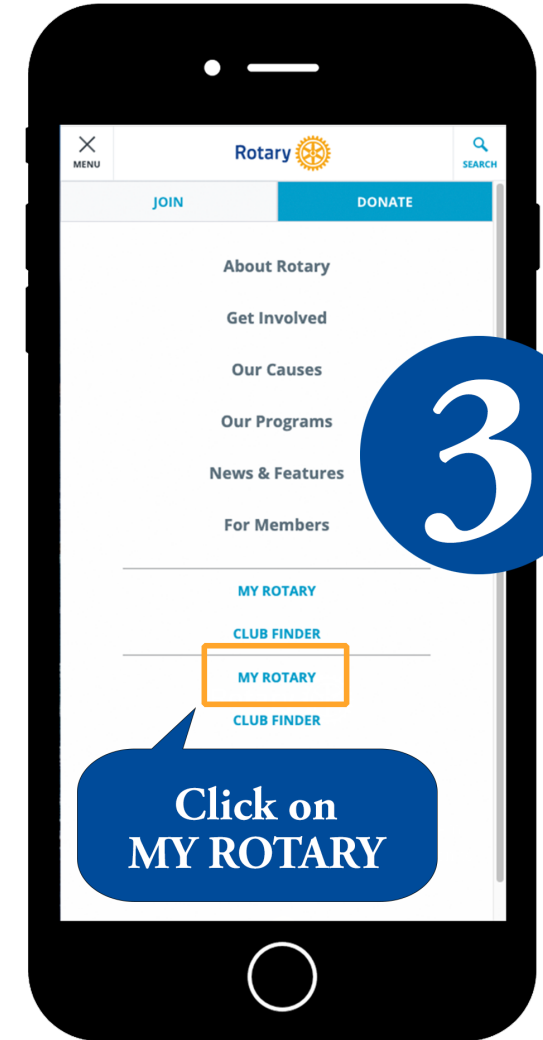 MENU
Rotary
SEARCH
JOIN
DONATE
About Rotary
Get Involved
Our Causes
Our Programs
News & Features
For Members
3
MY ROTARY
CLUB FINDER
MY ROTARY
CLUB FINDER
Click on
MY ROTARY